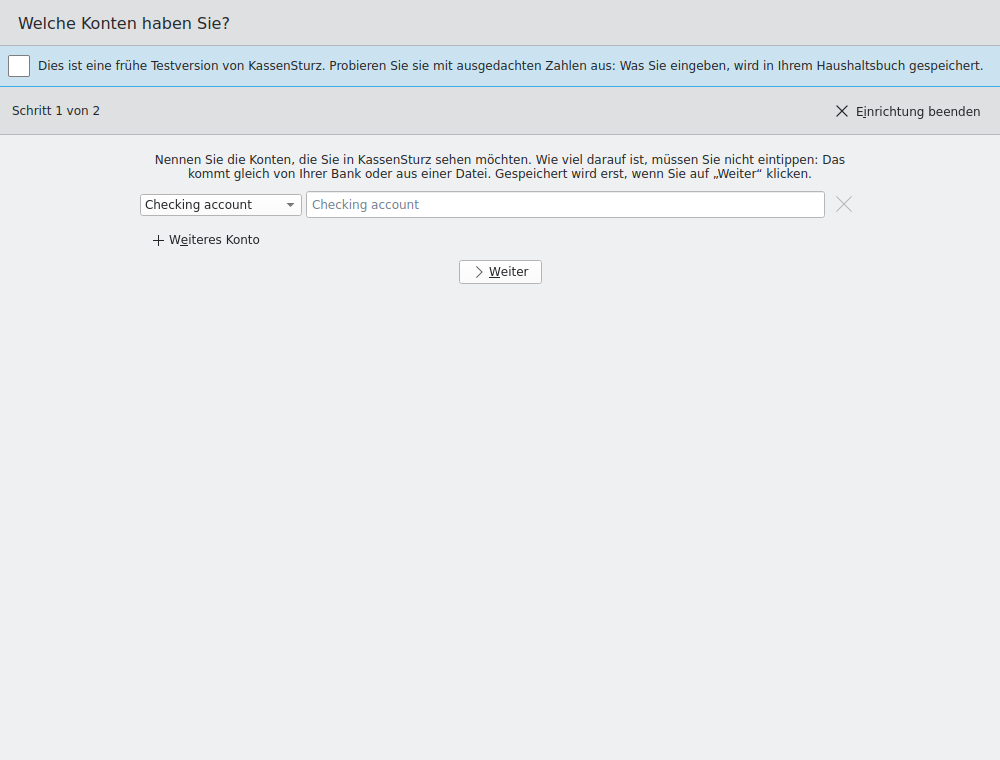 Welche Konten haben Sie?
Dies ist eine frühe Testversion von KassenSturz. Probieren Sie sie mit ausgedachten Zahlen aus: Was Sie eingeben, wird in Ihrem Haushaltsbuch gespeichert.
Schritt 1 von 2
Einrichtung beenden
Nennen Sie die Konten, die Sie in KassenSturz sehen möchten. Wie viel darauf ist, müssen Sie nicht eintippen: Das
kommt gleich von Ihrer Bank oder aus einer Datei. Gespeichert wird erst, wenn Sie auf „Weiter“ klicken.
Checking account
Checking account
Weiteres Konto
Weiter